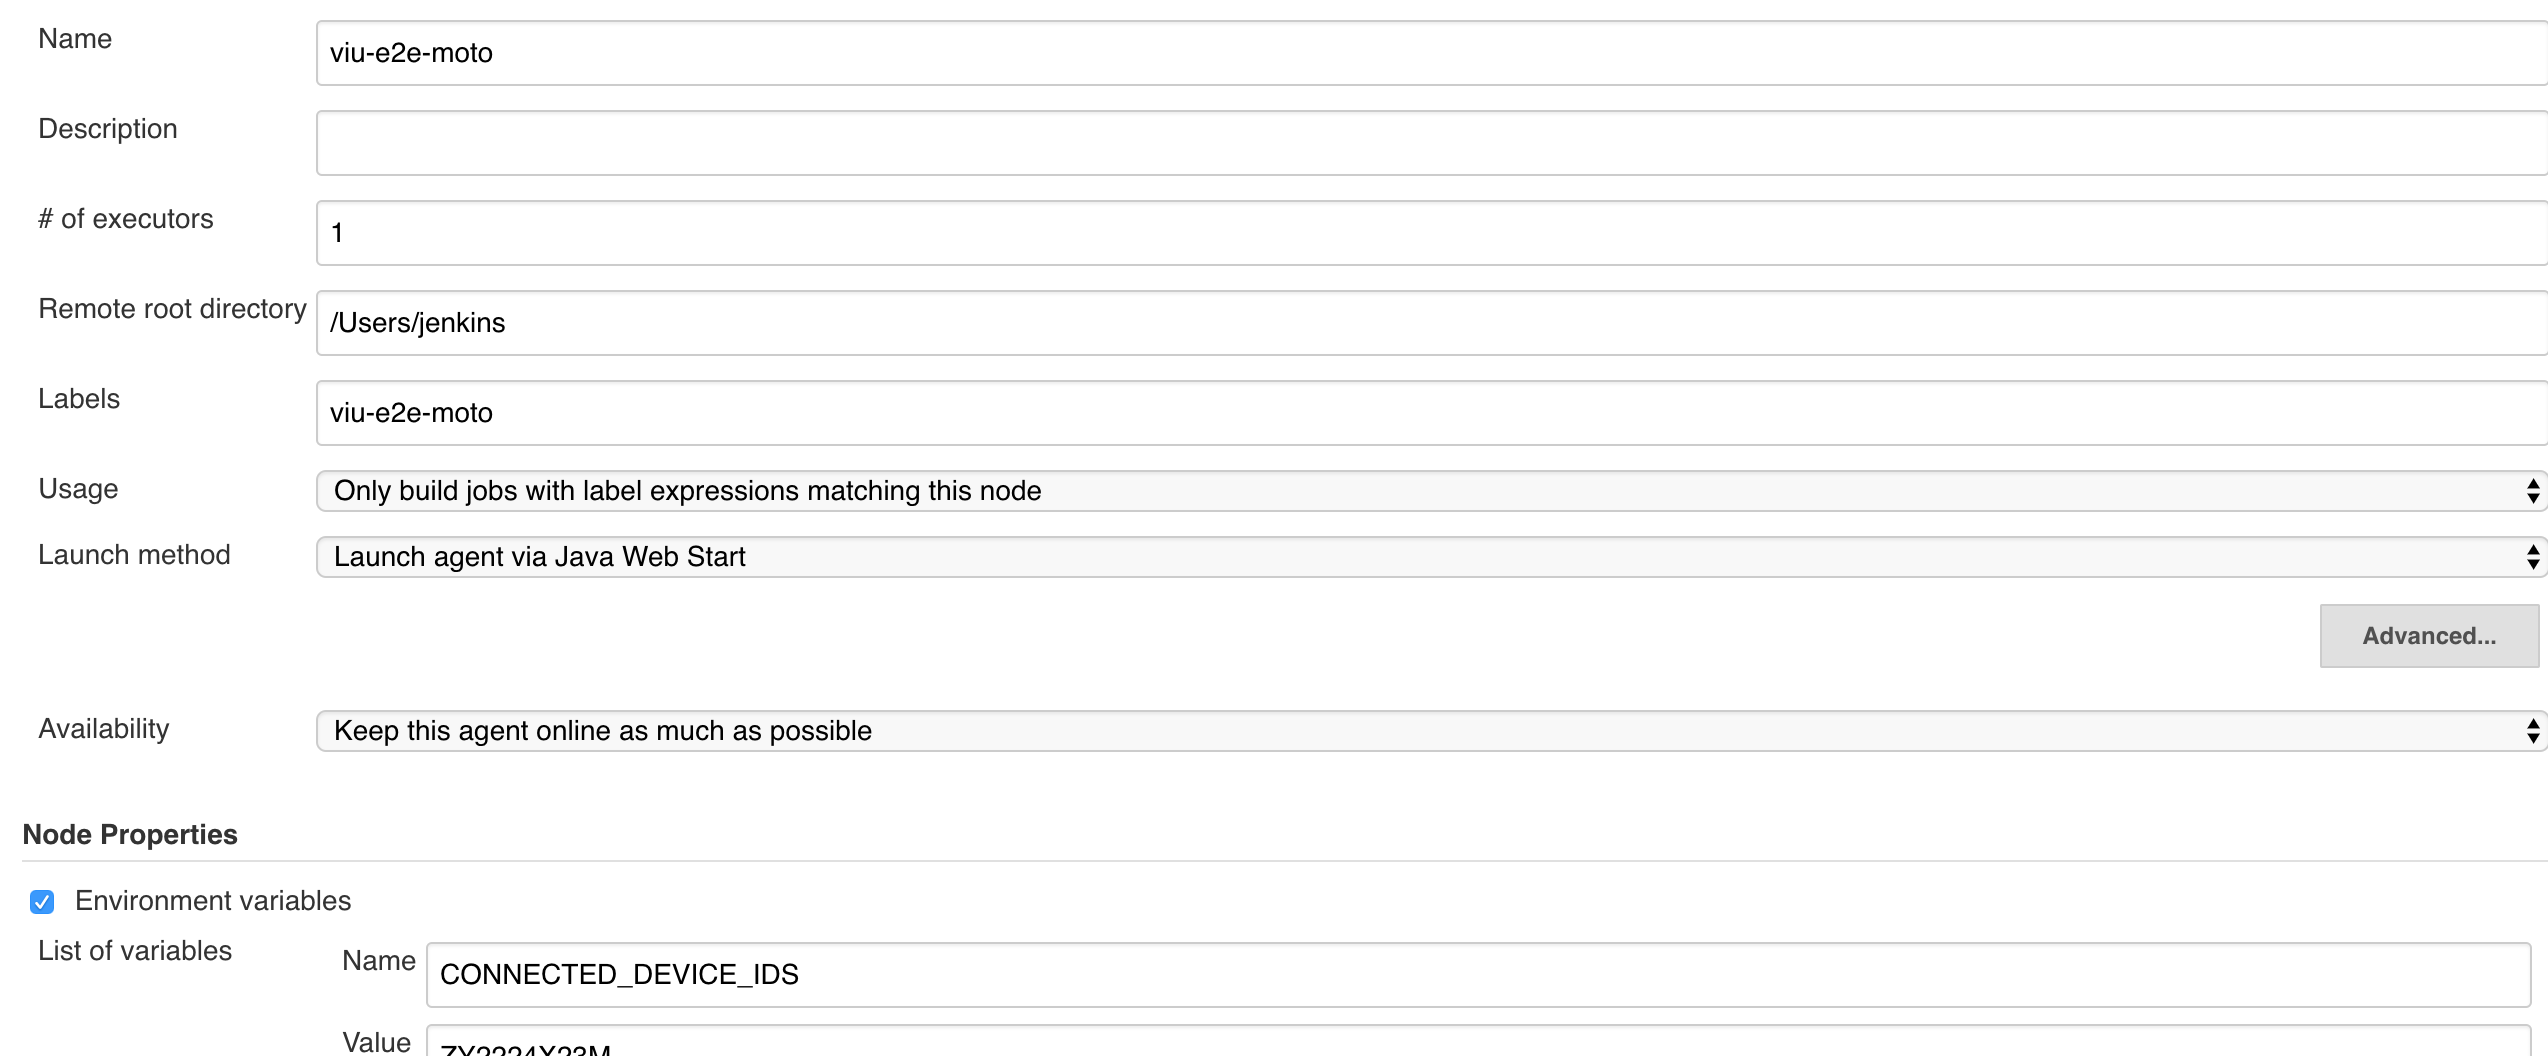 Name
viu-e2e-moto
Description
# of executors
1
Remote root directory
/Users/jenkins
Labels
viu-e2e-moto
Usage
Only build jobs with label expressions matching this node
Launch method
Launch agent via Java Web Start
Advanced...
Availability
Keep this agent online as much as possible
Node Properties
Environment variables
List of variables
Name
CONNECTED_DEVICE_IDS
Value